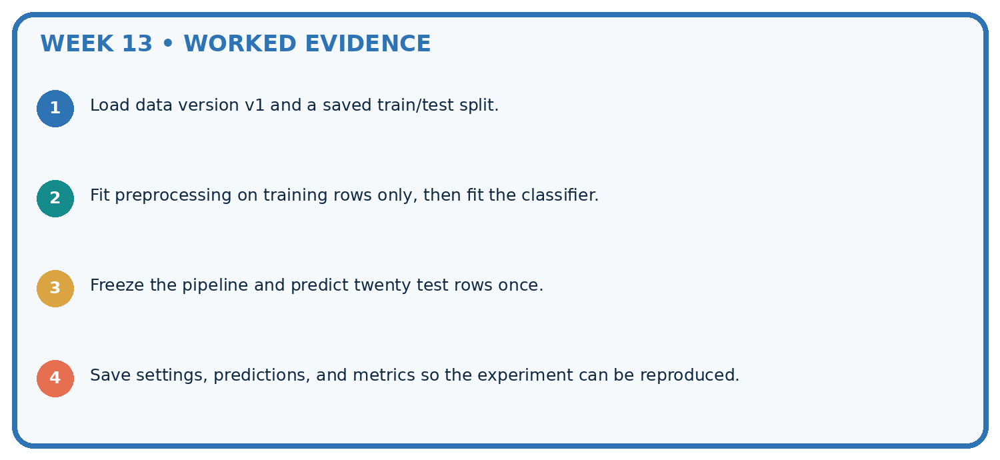 WEEK 13 • WORKED EVIDENCE
1 Load data version v1 and a saved train/test split.
2 Fit preprocessing on training rows only, then fit the classifier.
3 Freeze the pipeline and predict twenty test rows once.
4 Save settings, predictions, and metrics so the experiment can be reproduced.